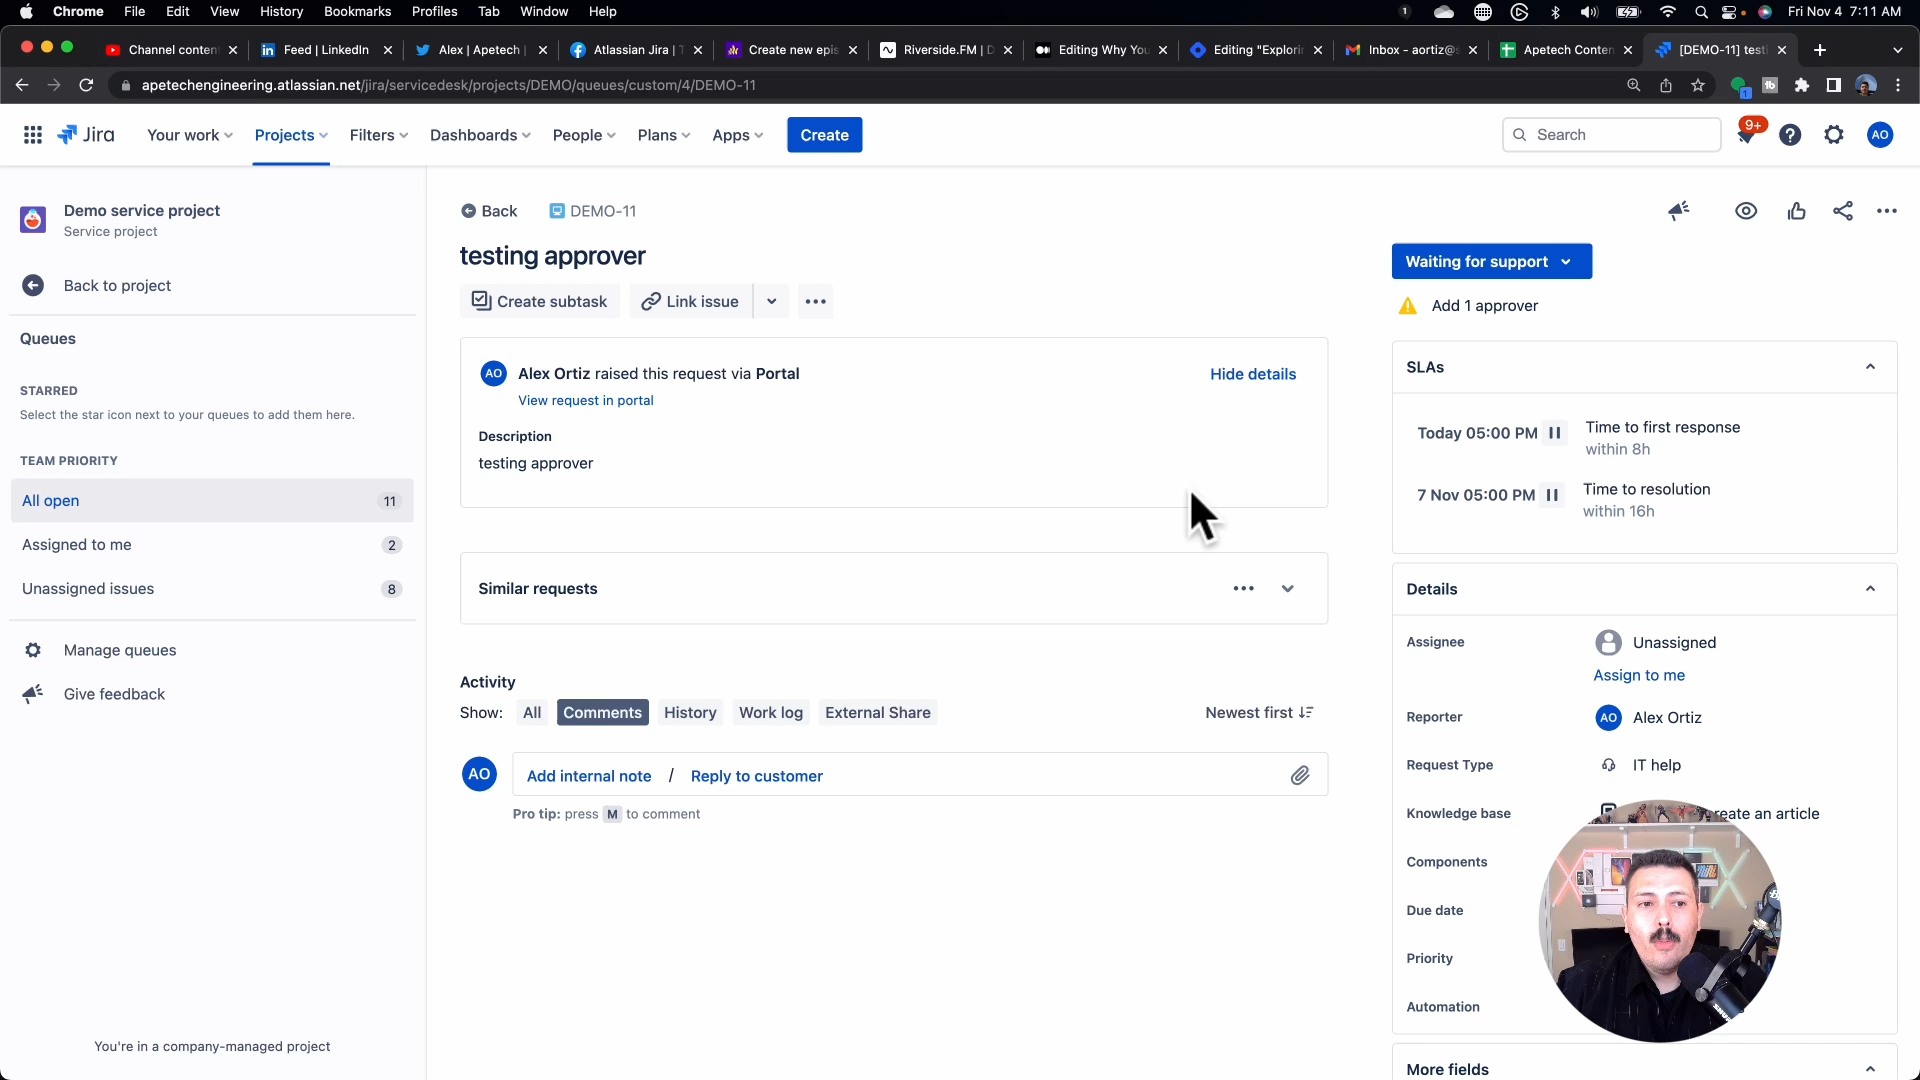 Chrome File Edit View History Bookmarks Profiles Tab Window Help
1 Fri Nov 4 7:11 AM
Channel conten Feed | LinkedIn Alex | Apetech | Atlassian Jira | T Create new epis Riverside.FM | D Editing Why You Editing "Explorin Inbox - aortiz@s Apetech Conten [DEMO-11] testi
apetechengineering.atlassian.net/jira/servicedesk/projects/DEMO/queues/custom/4/DEMO-11
1 tb
Jira Your work Projects Filters Dashboards People Plans Apps Create Search 9+ AO
Demo service project
Service project
Back to project
Queues
STARRED
Select the star icon next to your queues to add them here.
TEAM PRIORITY
All open 11
Assigned to me 2
Unassigned issues 8
Manage queues
Give feedback
You're in a company-managed project
Back DEMO-11
testing approver
Create subtask Link issue
AO Alex Ortiz raised this request via Portal Hide details
View request in portal
Description
testing approver
Similar requests
Activity
Show: All Comments History Work log External Share Newest first
AO Add internal note / Reply to customer
Pro tip: press M to comment
Waiting for support
Add 1 approver
SLAs
Today 05:00 PM Time to first response
within 8h
7 Nov 05:00 PM Time to resolution
within 16h
Details
Assignee Unassigned
Assign to me
Reporter AO Alex Ortiz
Request Type IT help
Knowledge base reate an article
Components
Due date
Priority
Automation
More fields